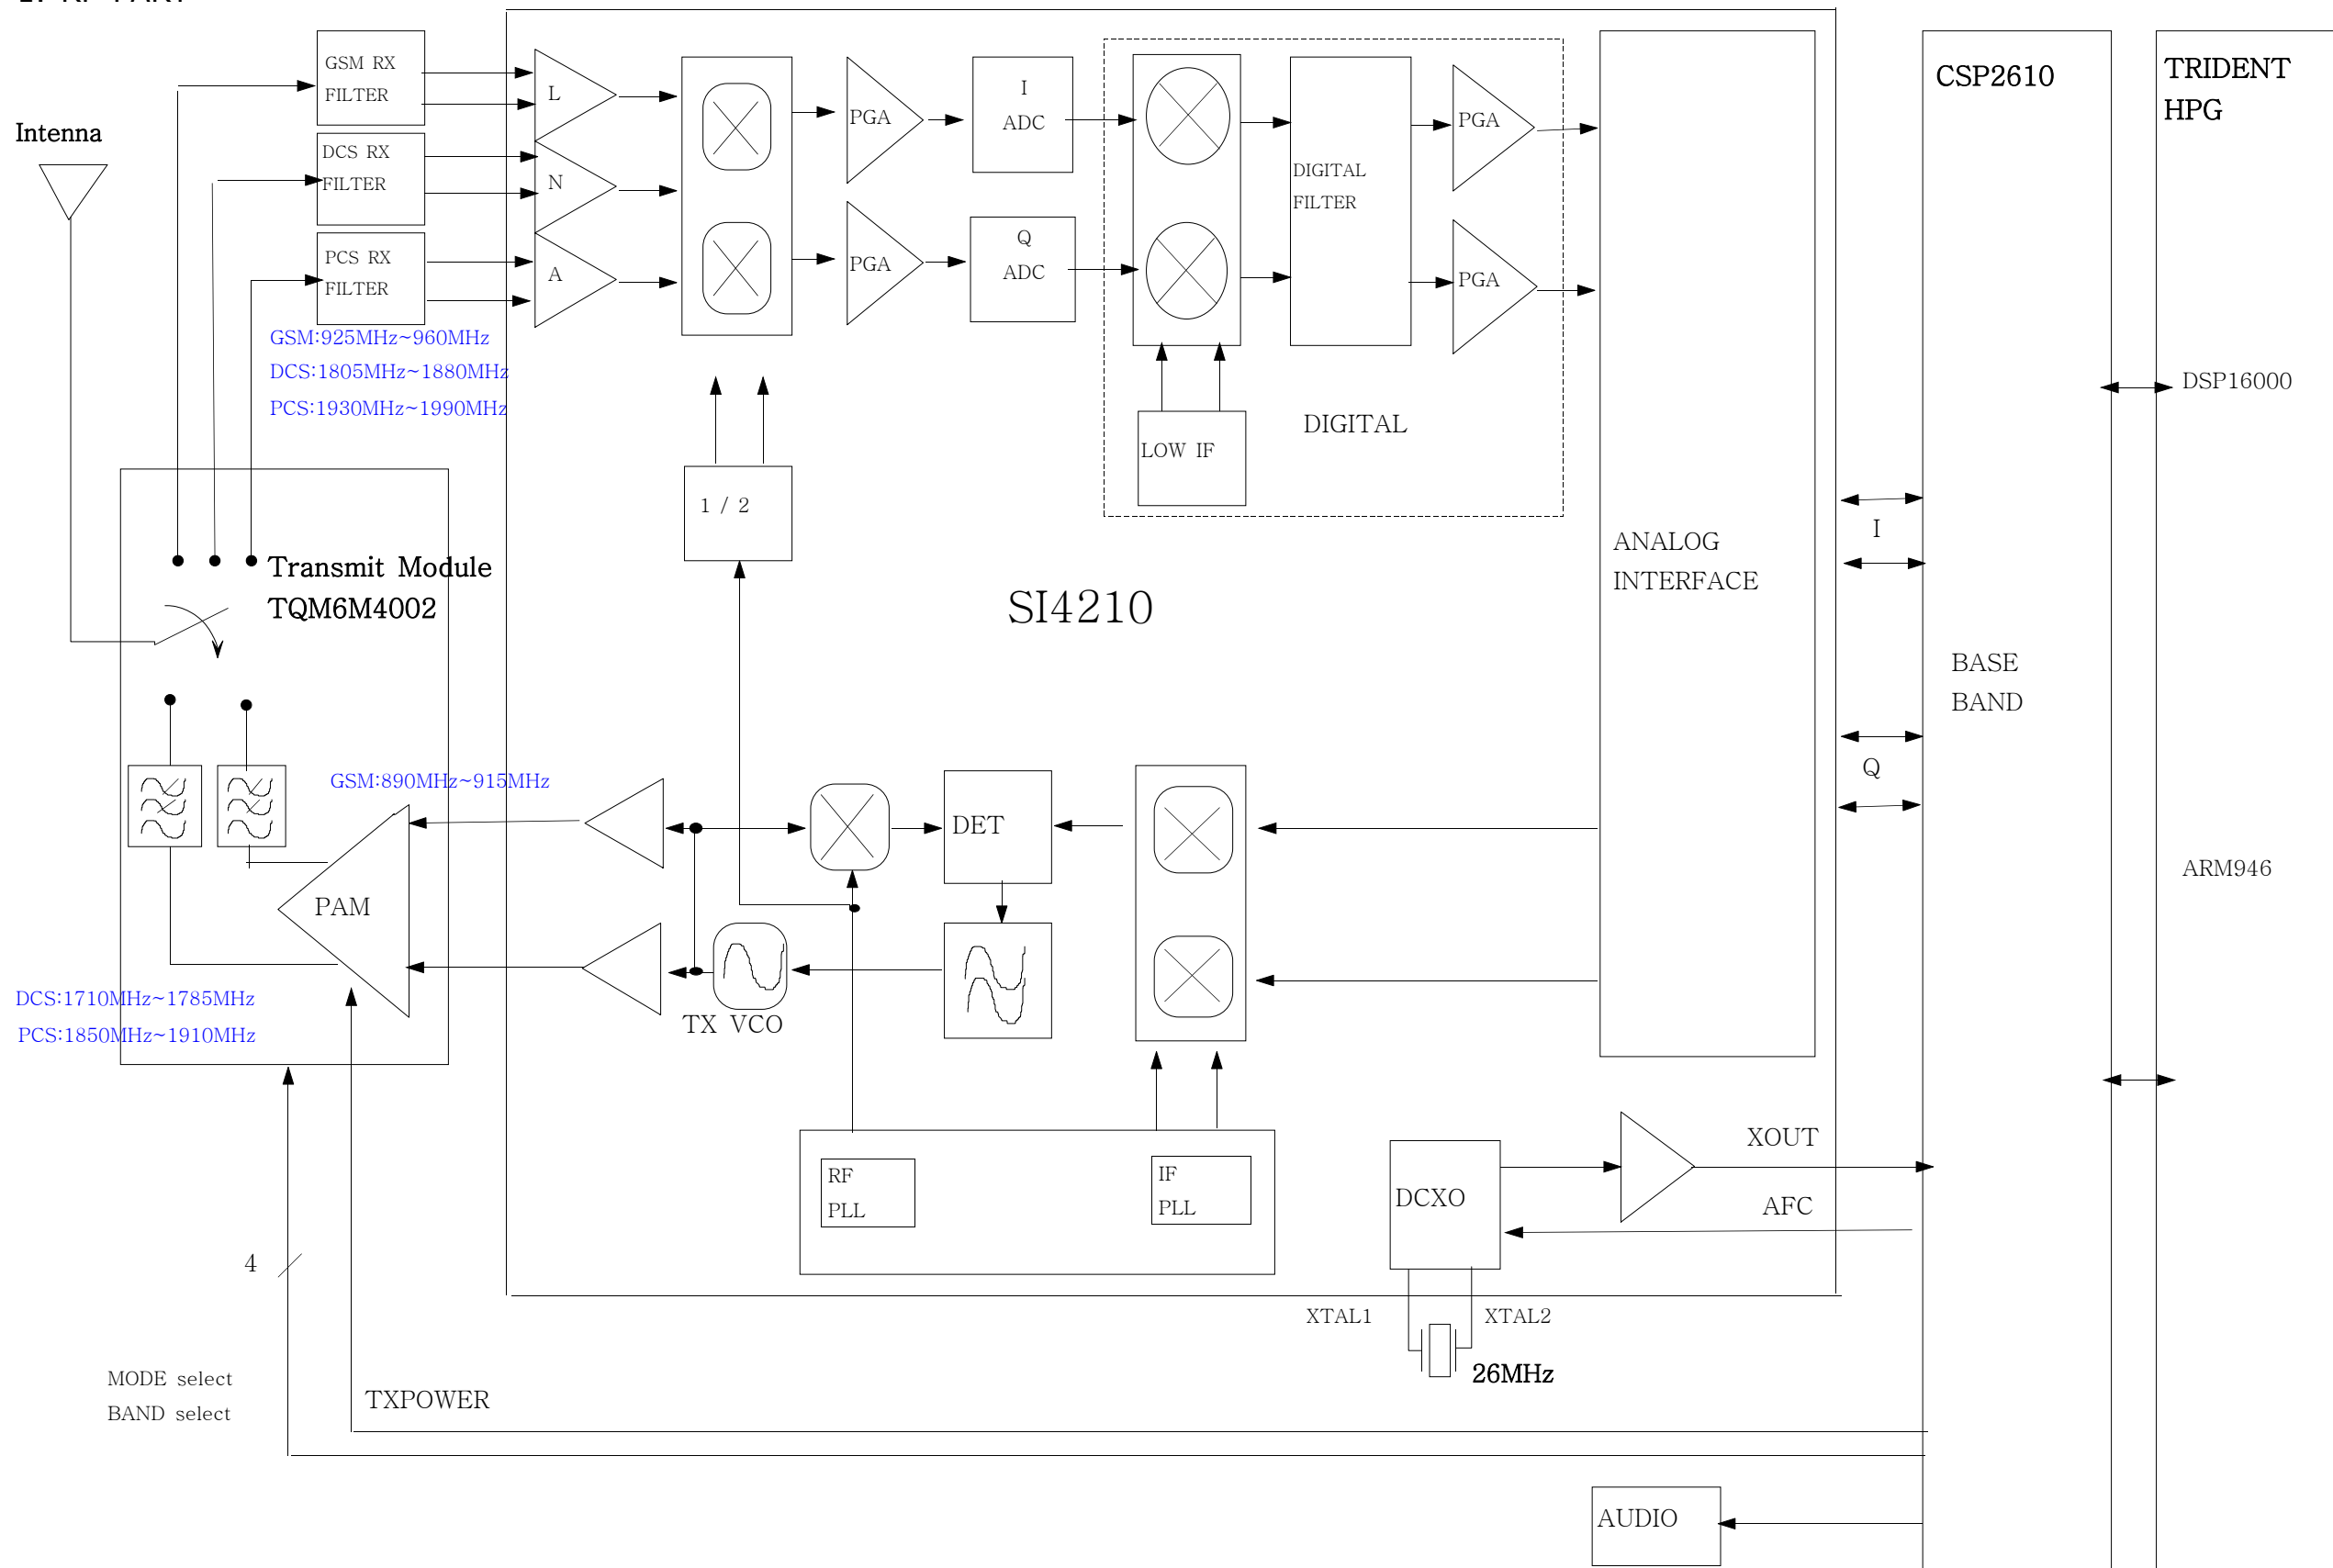 GSM RX
FILTER
DCS RX
FILTER
PCS RX
FILTER
Intenna
L
N
A
PGA
PGA
I
ADC
Q
ADC
DIGITAL
FILTER
PGA
PGA
LOW IF
DIGITAL
CSP2610
TRIDENT
HPG
GSM:925MHz~960MHz
DCS:1805MHz~1880MHz
PCS:1930MHz~1990MHz
DSP16000
1 / 2
I
ANALOG
INTERFACE
Transmit Module
TQM6M4002
SI4210
BASE
BAND
Q
GSM:890MHz~915MHz
DET
ARM946
PAM
DCS:1710MHz~1785MHz
PCS:1850MHz~1910MHz
TX VCO
RF
PLL
IF
PLL
DCXO
XOUT
AFC
4
XTAL1
XTAL2
26MHz
MODE select
BAND select
TXPOWER
AUDIO